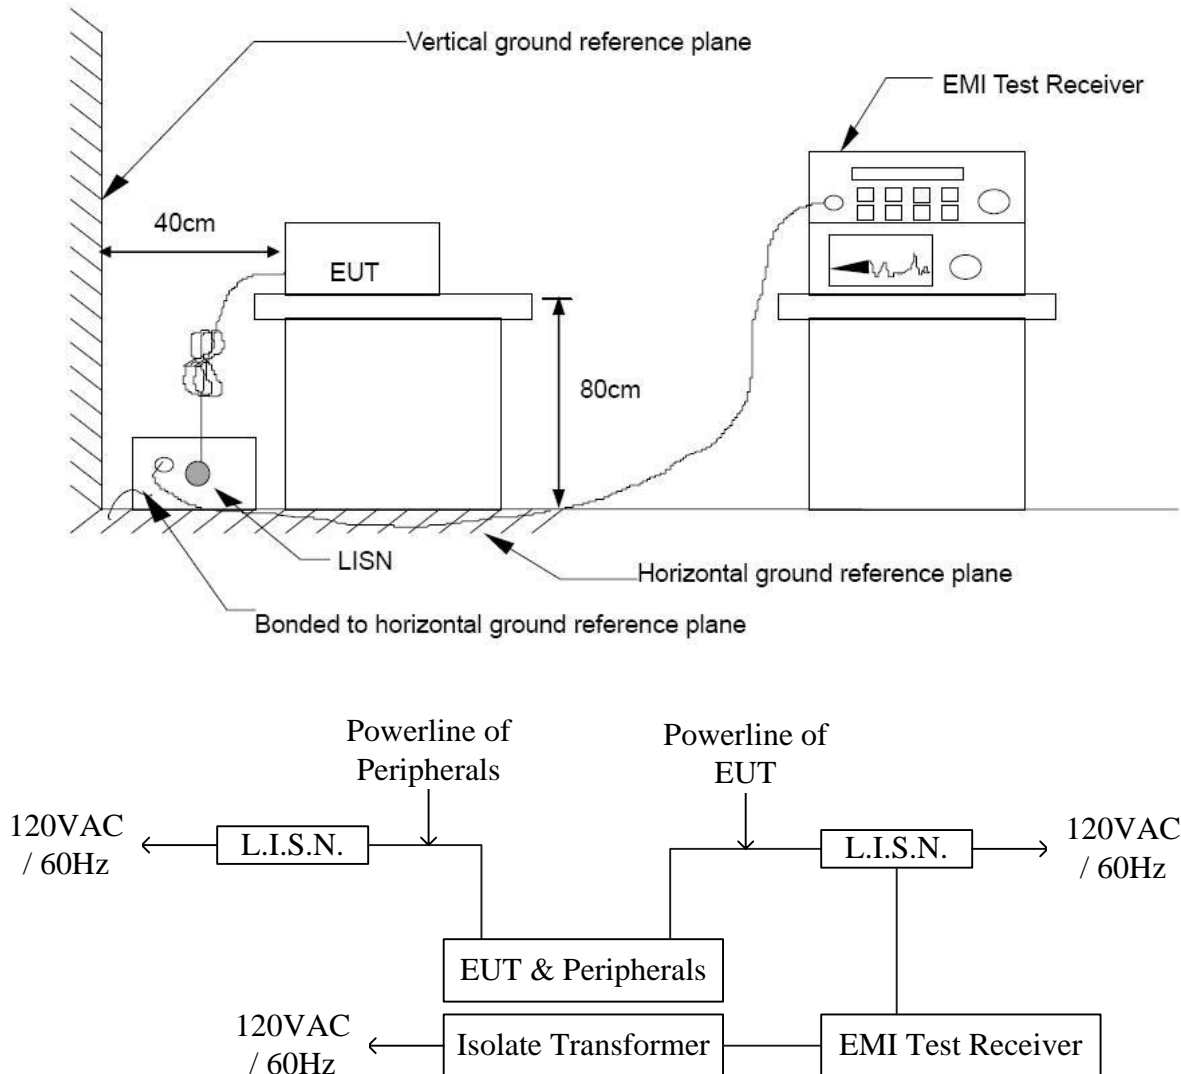 Vertical ground reference plane
EMI Test Receiver
40cm
EUT
80cm
LISN
Horizontal ground reference plane
Bonded to horizontal ground reference plane
Powerline of
Peripherals
Powerline of
EUT
120VAC
/ 60Hz
L.I.S.N.
L.I.S.N.
120VAC
/ 60Hz
EUT & Peripherals
120VAC
/ 60Hz
Isolate Transformer
EMI Test Receiver